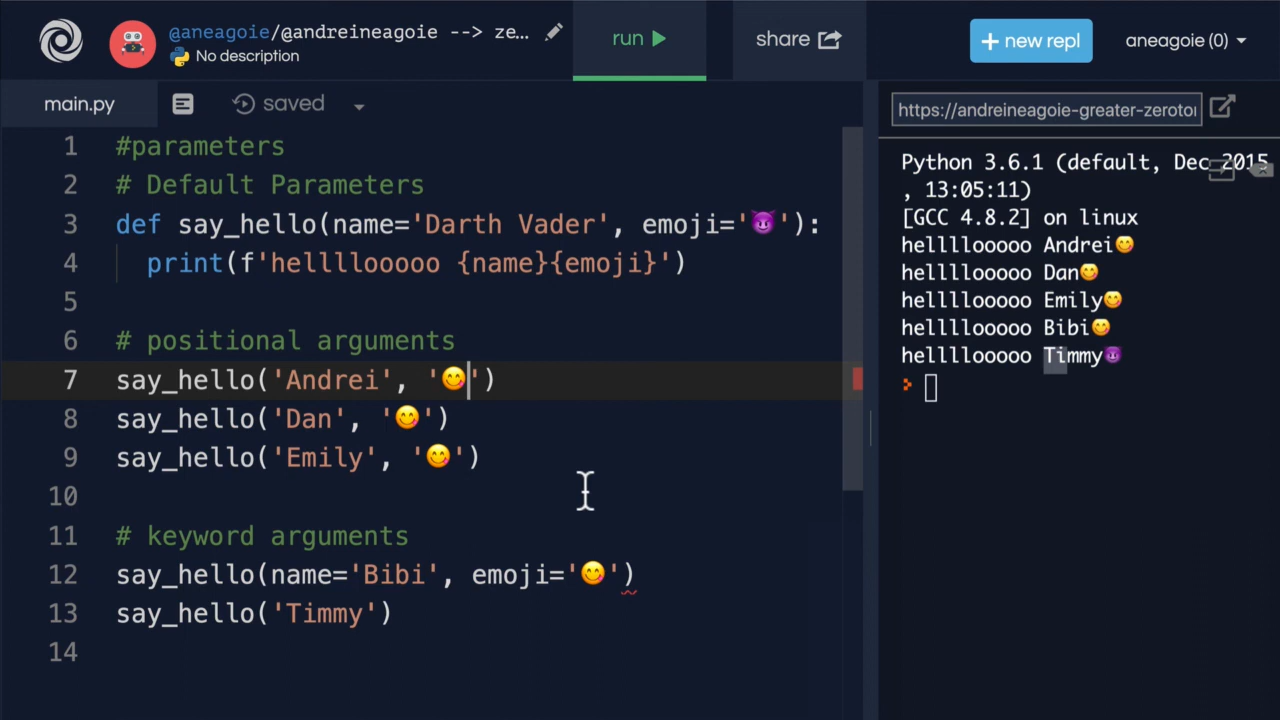 @aneagoie/@andreineagoie --> ze...
No description
run
share
+ new repl
aneagoie (0)
main.py
saved
https://andreineagoie-greater-zeroto
1 #parameters
2 # Default Parameters
3 def say_hello(name='Darth Vader', emoji='😈'):
4 print(f'hellllooooo {name}{emoji}')
5
6 # positional arguments
7 say_hello('Andrei', '😋')
8 say_hello('Dan', '😋')
9 say_hello('Emily', '😋')
10
11 # keyword arguments
12 say_hello(name='Bibi', emoji='😋')
13 say_hello('Timmy')
14
Python 3.6.1 (default, Dec 2015
, 13:05:11)
[GCC 4.8.2] on linux
hellllooooo Andrei😋
hellllooooo Dan😋
hellllooooo Emily😋
hellllooooo Bibi😋
hellllooooo Timmy😈